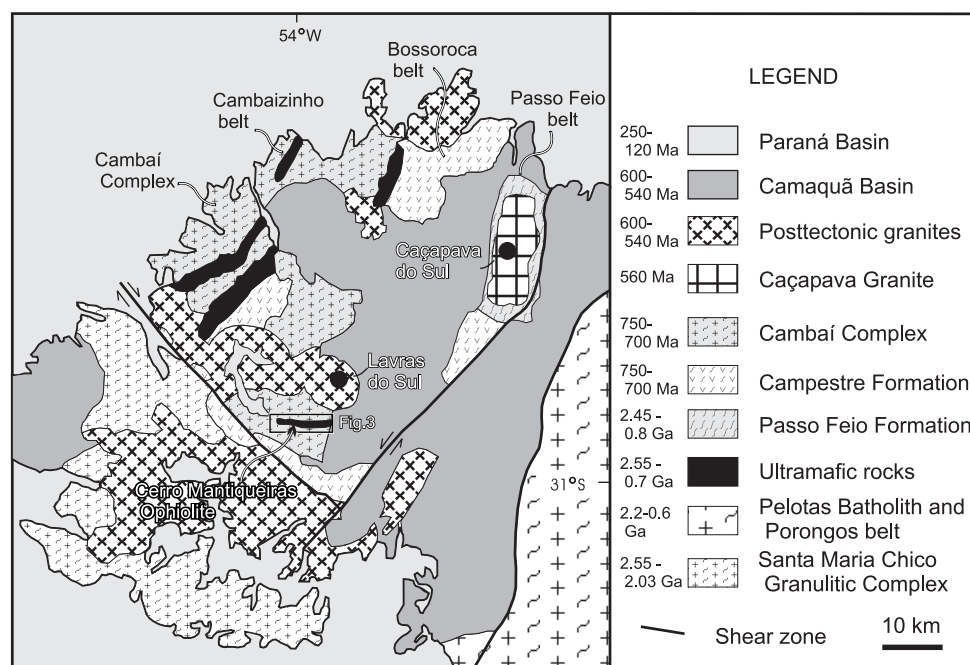 54°W
Bossoroca
belt
Cambaizinho
belt
Passo Feio
belt
Cambaí
Complex
Caçapava
do Sul
Lavras
do Sul
Fig.3
Cerro Mantiqueiras
Ophiolite
31°S
LEGEND
250-
120 Ma
Paraná Basin
600-
540 Ma
Camaquã Basin
600-
540 Ma
Posttectonic granites
560 Ma
Caçapava Granite
750-
700 Ma
Cambaí Complex
750-
700 Ma
Campestre Formation
2.45-
0.8 Ga
Passo Feio Formation
2.55-
0.7 Ga
Ultramafic rocks
2.2-0.6
Ga
Pelotas Batholith and
Porongos belt
2.55-
2.03 Ga
Santa Maria Chico
Granulitic Complex
Shear zone
10 km